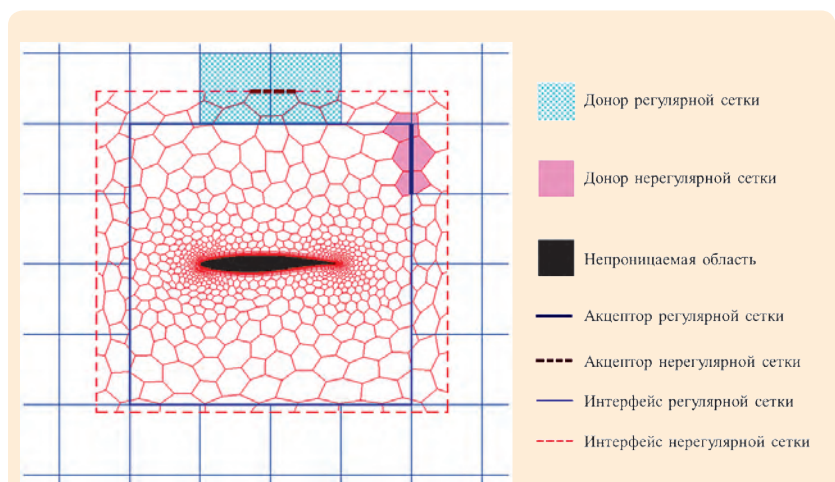 Донор регулярной сетки
Донор нерегулярной сетки
Непроницаемая область
Акцептор регулярной сетки
Акцептор нерегулярной сетки
Интерфейс регулярной сетки
Интерфейс нерегулярной сетки